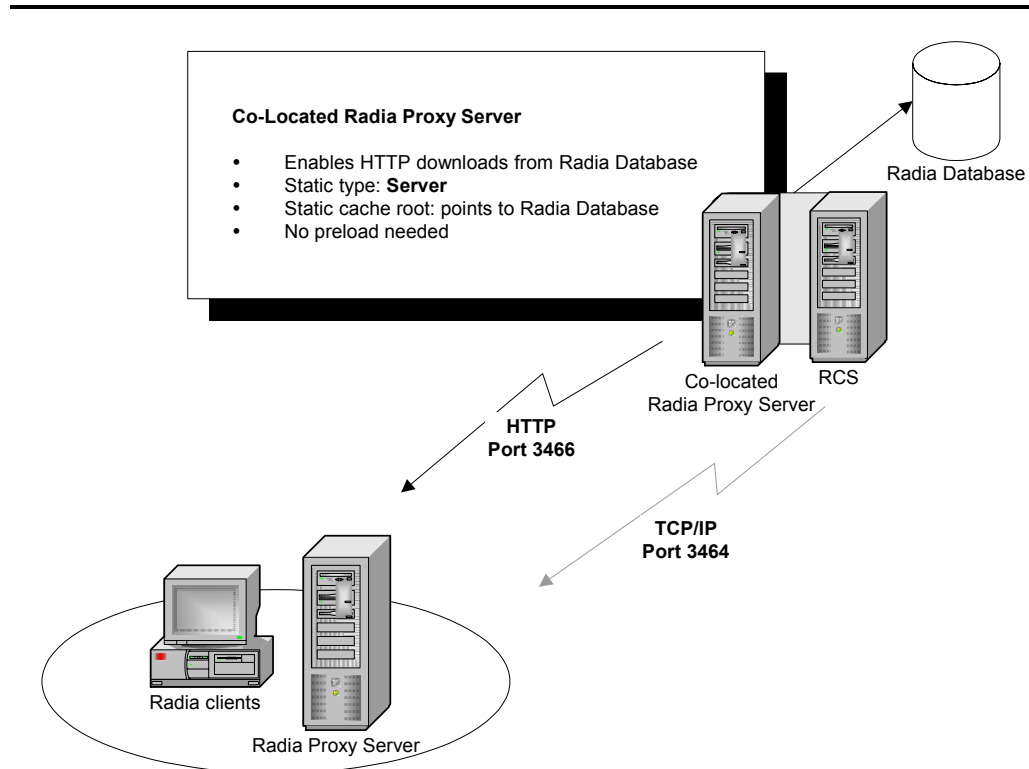 Co-Located Radia Proxy Server
• Enables HTTP downloads from Radia Database
• Static type: Server
• Static cache root: points to Radia Database
• No preload needed
Radia Database
Co-located
Radia Proxy Server
RCS
HTTP
Port 3466
TCP/IP
Port 3464
Radia clients
Radia Proxy Server